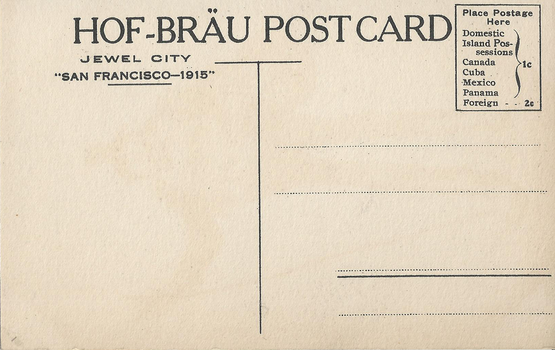 HOF-BRÄU POST CARD
JEWEL CITY
"SAN FRANCISCO—1915"
Place Postage
Here
Domestic
Island Pos-
sessions
Canada
Cuba
Mexico
Panama
1c
Foreign - - 2c